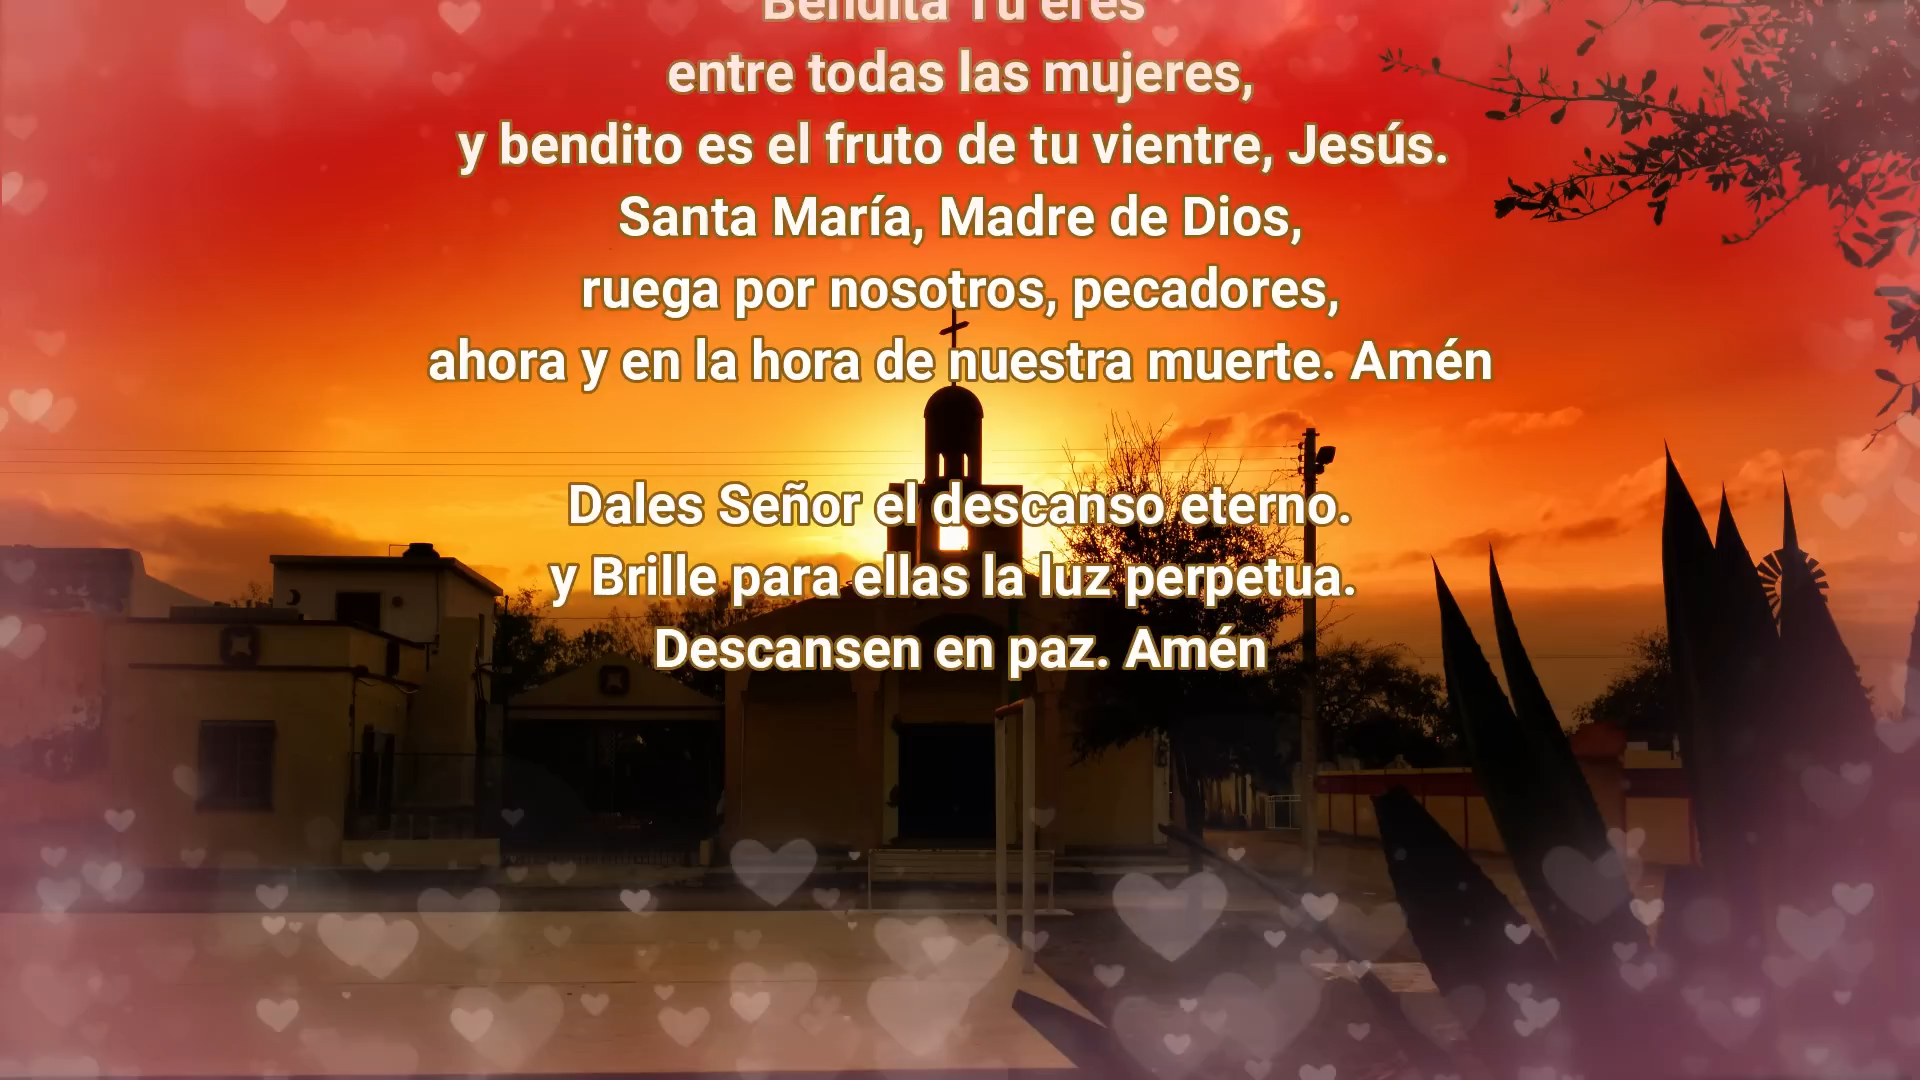 Bendita Tú eres
entre todas las mujeres,
y bendito es el fruto de tu vientre, Jesús.
Santa María, Madre de Dios,
ruega por nosotros, pecadores,
ahora y en la hora de nuestra muerte. Amén
Dales Señor el descanso eterno.
y Brille para ellas la luz perpetua.
Descansen en paz. Amén